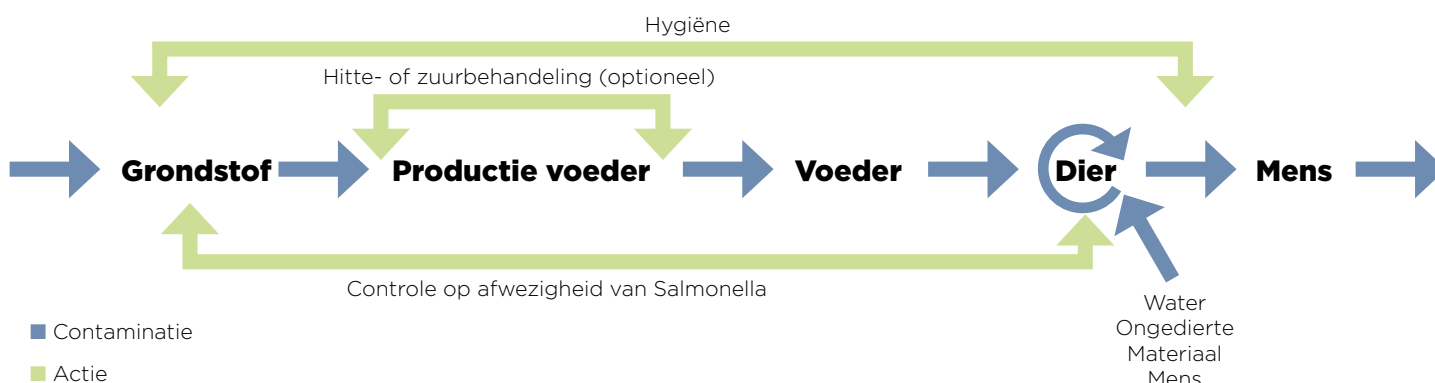 Hygiëne
Hitte- of zuurbehandeling (optioneel)
Grondstof
Productie voeder
Voeder
Dier
Mens
Controle op afwezigheid van Salmonella
Water
Ongedierte
Materiaal
Mens
Contaminatie
Actie